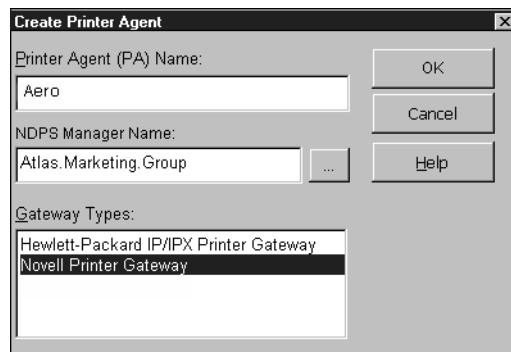 Create Printer Agent
Printer Agent (PA) Name:
Aero
OK
Cancel
NDPS Manager Name:
Atlas.Marketing.Group
...
Help
Gateway Types:
Hewlett-Packard IP/IPX Printer Gateway
Novell Printer Gateway